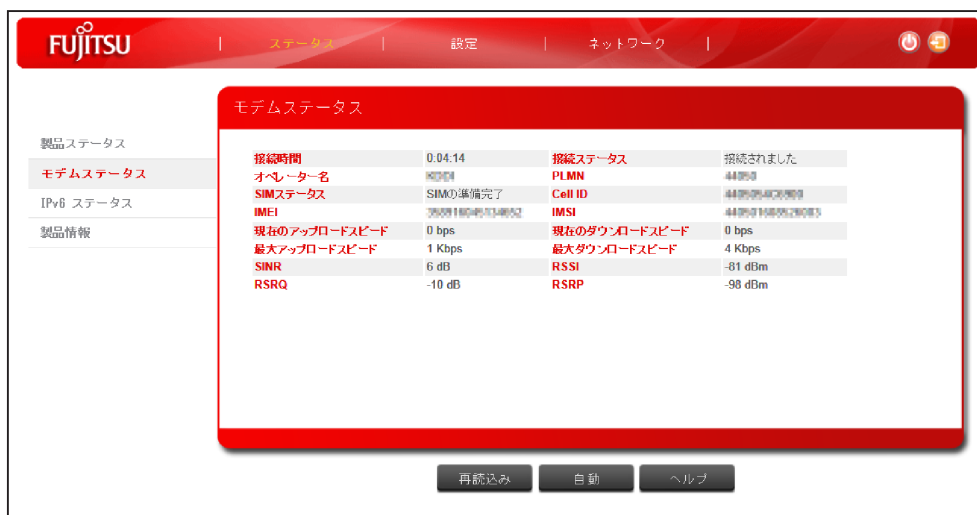 FUJITSU
ステータス 設定 ネットワーク
モデムステータス
製品ステータス
モデムステータス
IPv6 ステータス
製品情報
接続時間 0:04:14 接続ステータス 接続されました
オペレーター名 PLMN
SIMステータス SIMの準備完了 Cell ID
IMEI IMSI
現在のアップロードスピード 0 bps 現在のダウンロードスピード 0 bps
最大アップロードスピード 1 Kbps 最大ダウンロードスピード 4 Kbps
SINR 6 dB RSSI -81 dBm
RSRQ -10 dB RSRP -98 dBm
再読込み 自動 ヘルプ